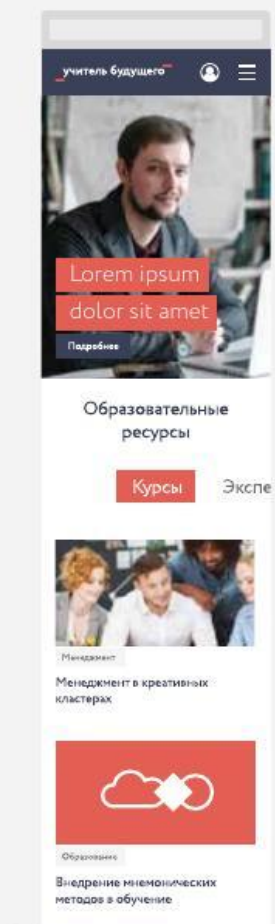 учитель будущего
Lorem ipsum
dolor sit amet
Подробнее
Образовательные
ресурсы
Курсы Экспе
Менеджмент
Менеджмент в креативных
кластерах
Образование
Внедрение мнемонических
методов в обучение